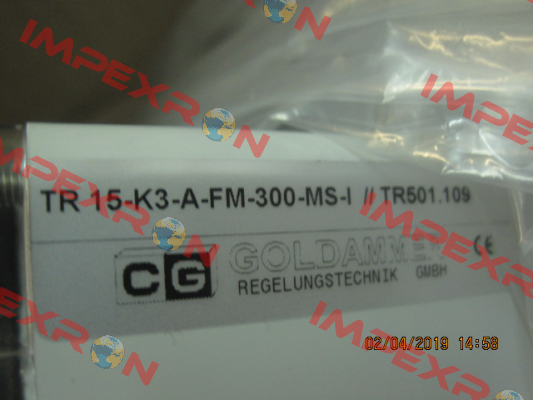 IMPEXRON
IMPEXRON
IMPEXRON
TR 15-K3-A-FM-300-MS-I // TR501.109
CG GOLDAMMER CE
REGELUNGSTECHNIK GMBH
IMPEXRON
IMPEXRON
02/04/2019 14:58